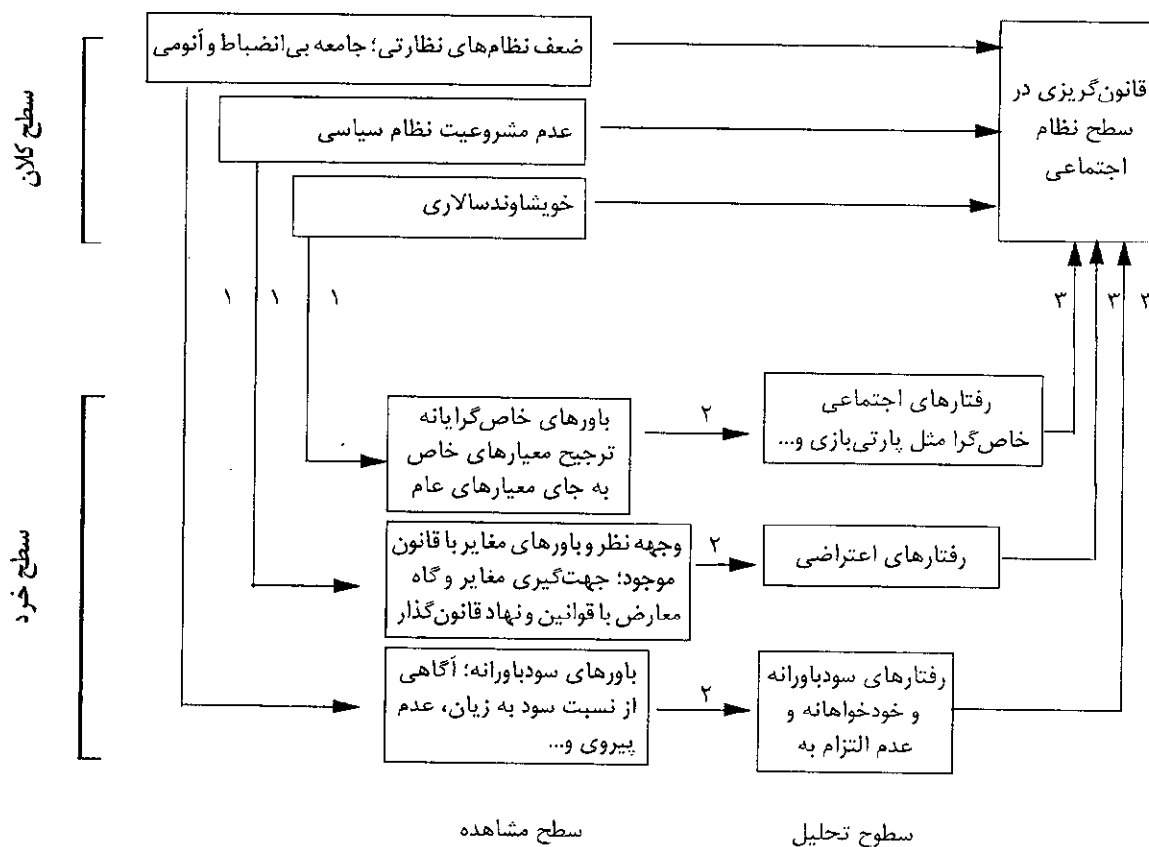 ضعف نظام‌های نظارتی؛ جامعه بی‌انضباط و آنومی
عدم مشروعیت نظام سیاسی
خویشاوندسالاری
قانون‌گریزی در
سطح نظام
اجتماعی
سطح کلان
۱
۱
۱
۳
۳
۳
باورهای خاص‌گرایانه
ترجیح معیارهای خاص
به جای معیارهای عام
۲
رفتارهای اجتماعی
خاص‌گرا مثل پارتی‌بازی و...
وجهه نظر و باورهای مغایر با قانون
موجود؛ جهت‌گیری مغایر و گاه
معارض با قوانین و نهاد قانون‌گذار
۲
رفتارهای اعتراضی
باورهای سودباورانه؛ آگاهی
از نسبت سود به زیان، عدم
پیروی و...
۲
رفتارهای سودباورانه
و خودخواهانه و
عدم التزام به
سطح خرد
سطح مشاهده
سطوح تحلیل